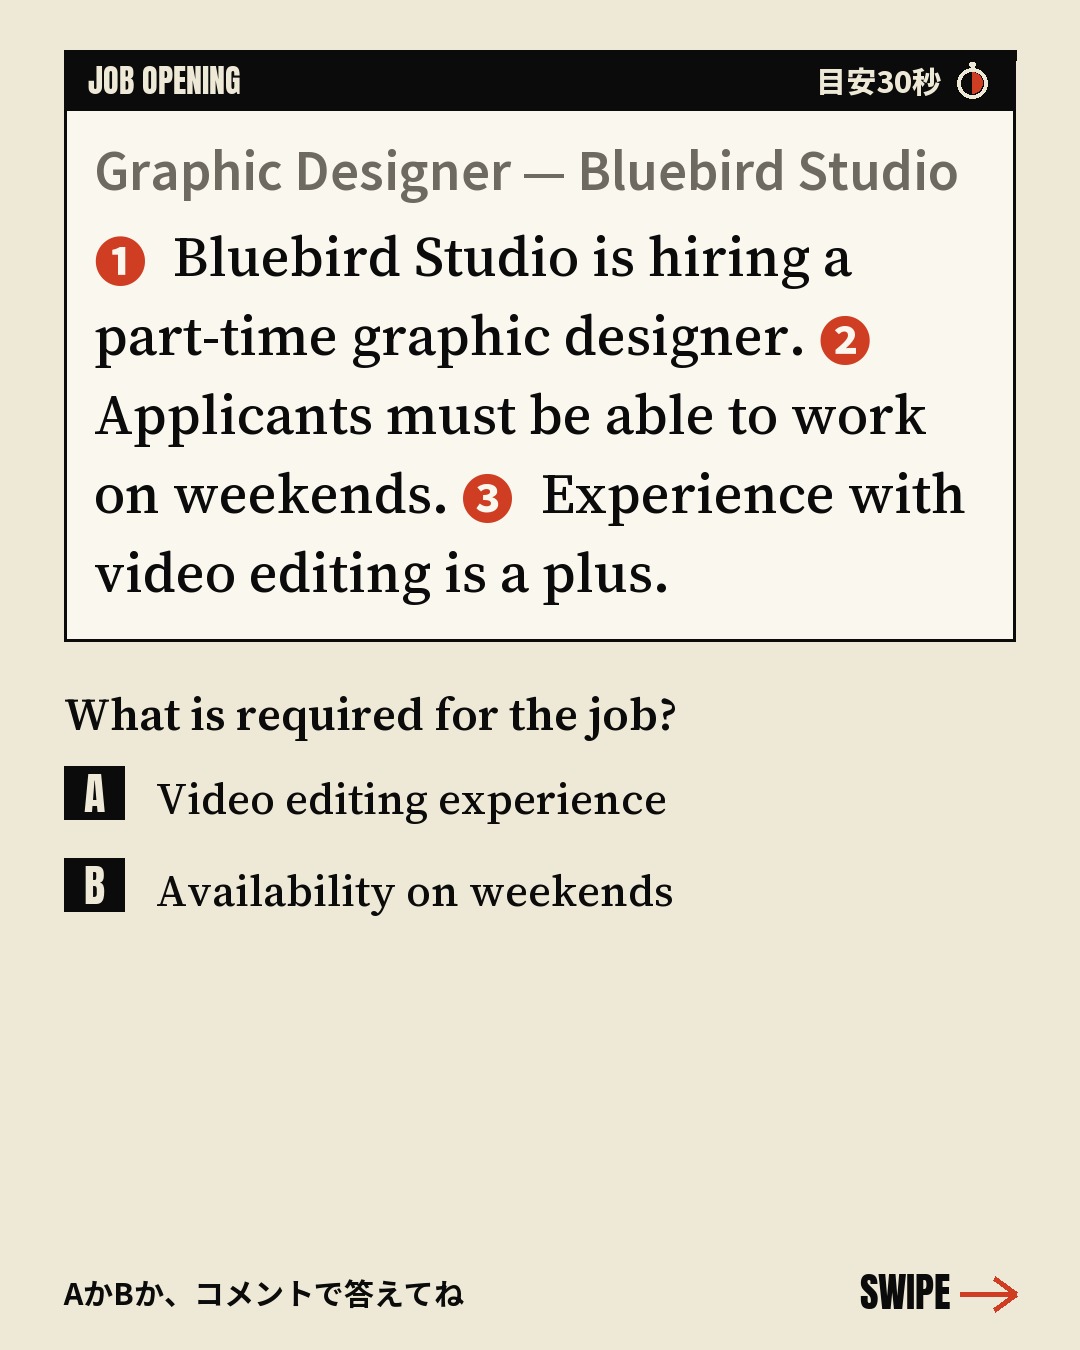 JOB OPENING
目安30秒
Graphic Designer — Bluebird Studio
1 Bluebird Studio is hiring a
part-time graphic designer. 2
Applicants must be able to work
on weekends. 3 Experience with
video editing is a plus.
What is required for the job?
A Video editing experience
B Availability on weekends
AかBか、コメントで答えてね
SWIPE